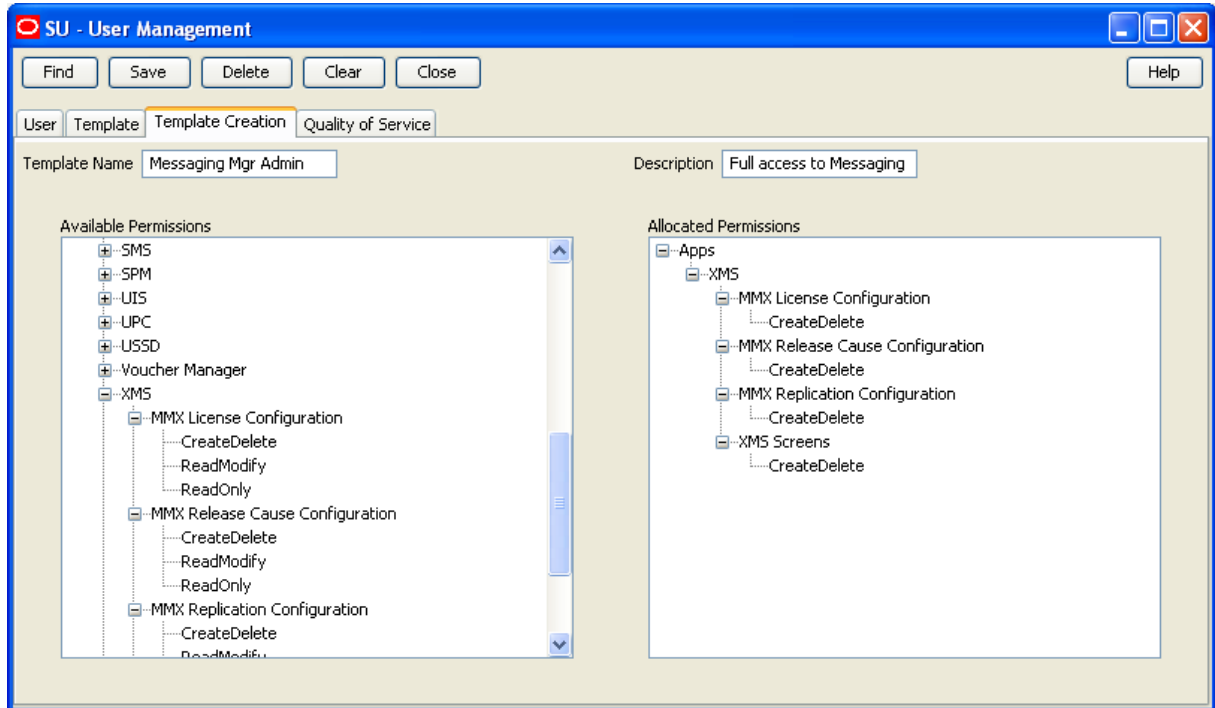 SU - User Management
Find Save Delete Clear Close Help
User Template Template Creation Quality of Service
Template Name Messaging Mgr Admin Description Full access to Messaging
Available Permissions
SMS
SPM
UIS
UPC
USSD
Voucher Manager
XMS
MMX License Configuration
CreateDelete
ReadModify
ReadOnly
MMX Release Cause Configuration
CreateDelete
ReadModify
ReadOnly
MMX Replication Configuration
CreateDelete
ReadModify
Allocated Permissions
Apps
XMS
MMX License Configuration
CreateDelete
MMX Release Cause Configuration
CreateDelete
MMX Replication Configuration
CreateDelete
XMS Screens
CreateDelete